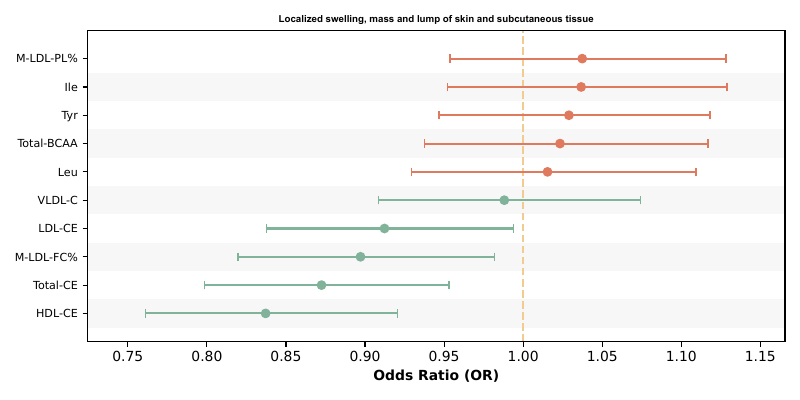 Localized swelling, mass and lump of skin and subcutaneous tissue
M-LDL-PL%
Ile
Tyr
Total-BCAA
Leu
VLDL-C
LDL-CE
M-LDL-FC%
Total-CE
HDL-CE
0.75 0.80 0.85 0.90 0.95 1.00 1.05 1.10 1.15
Odds Ratio (OR)